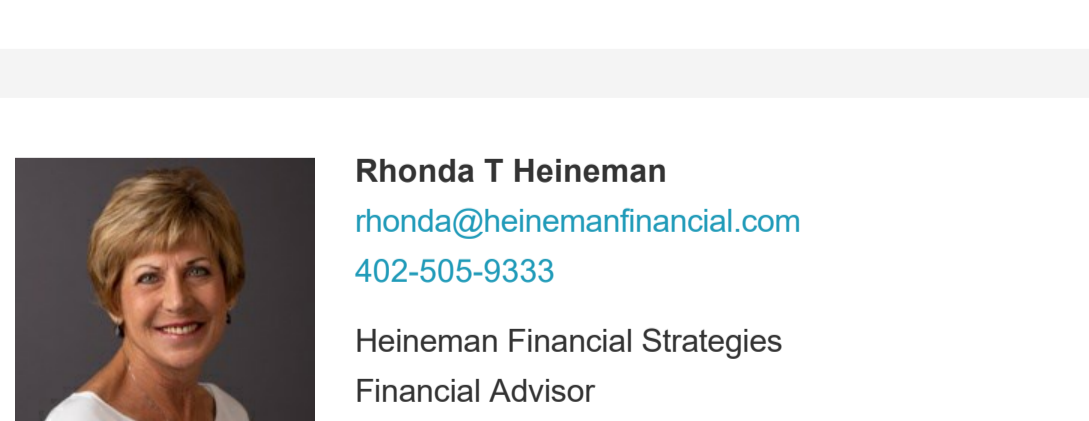 Rhonda T Heineman
rhonda@heinemanfinancial.com
402-505-9333
Heineman Financial Strategies
Financial Advisor